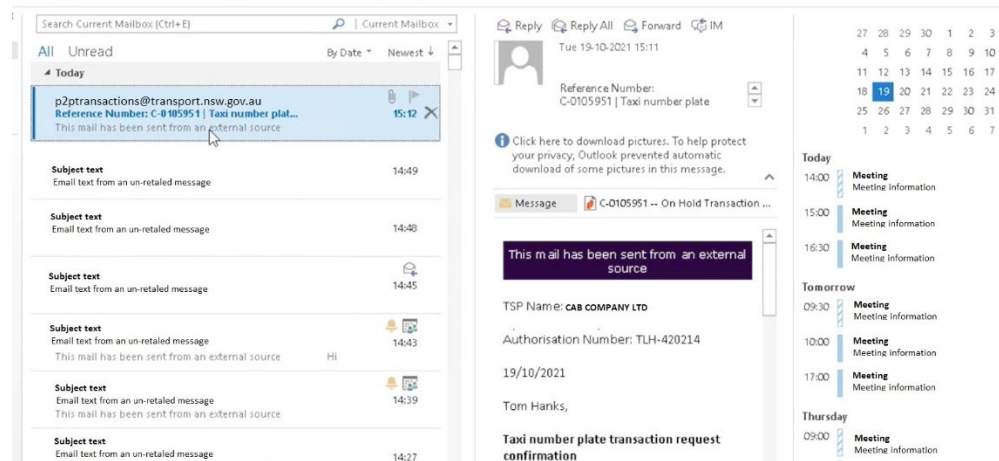 Search Current Mailbox (Ctrl+E)
Current Mailbox
All Unread
By Date Newest
Today
p2ptransactions@transport.nsw.gov.au
Reference Number: C-0105951 | Taxi number plat...
15:12
This mail has been sent from an external source
Subject text
14:49
Email text from an un-retaled message
Subject text
14:48
Email text from an un-retaled message
Subject text
14:45
Email text from an un-retaled message
Subject text
Email text from an un-retaled message
14:43
This mail has been sent from an external source Hi
Subject text
Email text from an un-retaled message
14:39
This mail has been sent from an external source
Subject text
Email text from an un-retaled message
14:27
Reply Reply All Forward IM
Tue 19-10-2021 15:11
Reference Number:
C-0105951 | Taxi number plate
Click here to download pictures. To help protect
your privacy, Outlook prevented automatic
download of some pictures in this message.
Message C-0105951 -- On Hold Transaction ...
This mail has been sent from an external
source
TSP Name: CAB COMPANY LTD
Authorisation Number: TLH-420214
19/10/2021
Tom Hanks,
Taxi number plate transaction request
confirmation
27 28 29 30 1 2 3
4 5 6 7 8 9 10
11 12 13 14 15 16 17
18 19 20 21 22 23 24
25 26 27 28 29 30 31
1 2 3 4 5 6 7
Today
14:00 Meeting
Meeting information
15:00 Meeting
Meeting information
16:30 Meeting
Meeting information
Tomorrow
09:30 Meeting
Meeting information
10:00 Meeting
Meeting information
17:00 Meeting
Meeting information
Thursday
09:00 Meeting
Meeting information